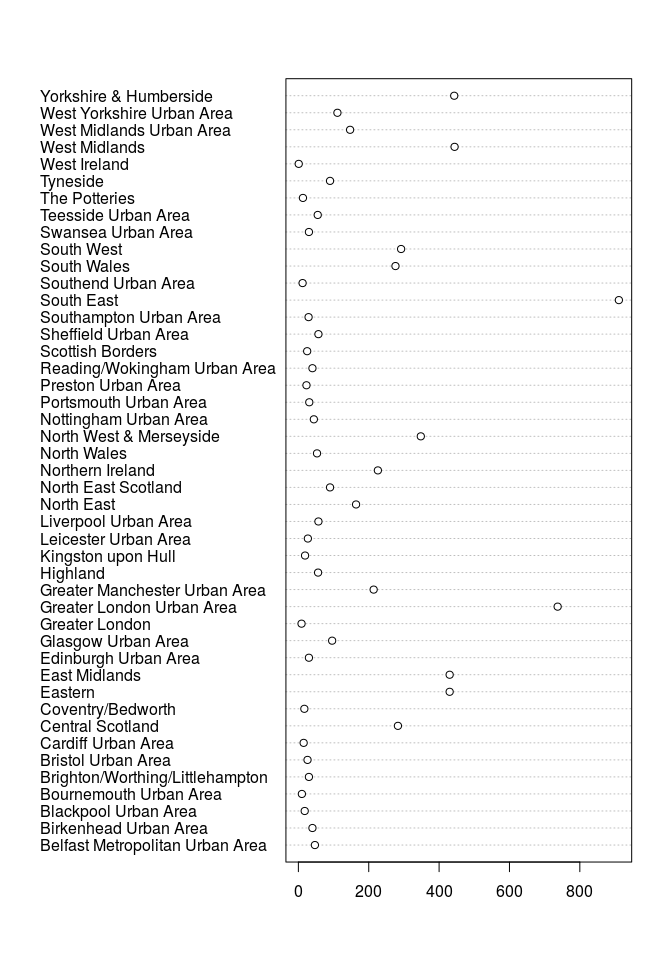 Yorkshire & Humberside
West Yorkshire Urban Area
West Midlands Urban Area
West Midlands
West Ireland
Tyneside
The Potteries
Teesside Urban Area
Swansea Urban Area
South West
South Wales
Southend Urban Area
South East
Southampton Urban Area
Sheffield Urban Area
Scottish Borders
Reading/Wokingham Urban Area
Preston Urban Area
Portsmouth Urban Area
Nottingham Urban Area
North West & Merseyside
North Wales
Northern Ireland
North East Scotland
North East
Liverpool Urban Area
Leicester Urban Area
Kingston upon Hull
Highland
Greater Manchester Urban Area
Greater London Urban Area
Greater London
Glasgow Urban Area
Edinburgh Urban Area
East Midlands
Eastern
Coventry/Bedworth
Central Scotland
Cardiff Urban Area
Bristol Urban Area
Brighton/Worthing/Littlehampton
Bournemouth Urban Area
Blackpool Urban Area
Birkenhead Urban Area
Belfast Metropolitan Urban Area
0 200 400 600 800